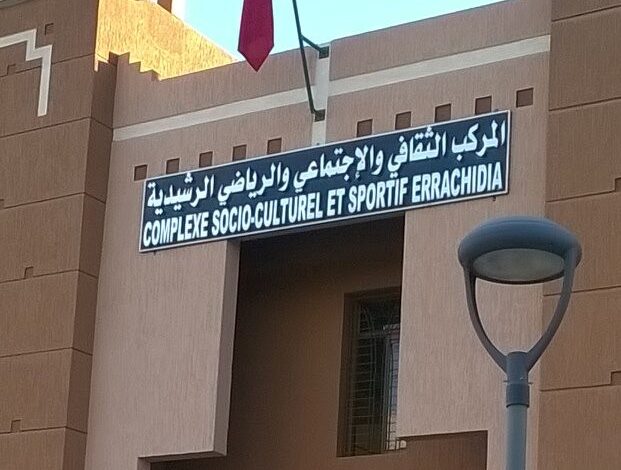 المركب الثقافي والإجتماعي والرياضي الرشيدية
COMPLEXE SOCIO-CULTUREL ET SPORTIF ERRACHIDIA